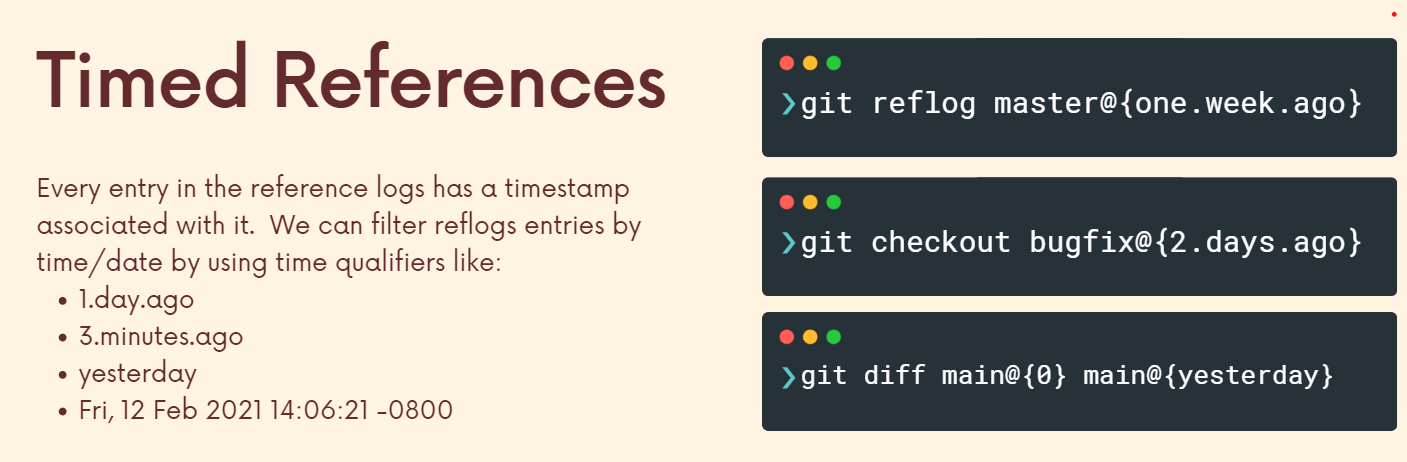 Timed References
Every entry in the reference logs has a timestamp
associated with it.  We can filter reflogs entries by
time/date by using time qualifiers like:
• 1.day.ago
• 3.minutes.ago
• yesterday
• Fri, 12 Feb 2021 14:06:21 -0800
❯git reflog master@{one.week.ago}
❯git checkout bugfix@{2.days.ago}
❯git diff main@{0} main@{yesterday}